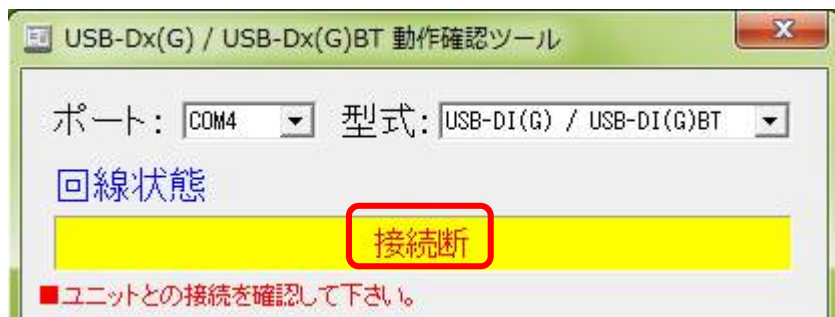 USB-Dx(G) / USB-Dx(G)BT 動作確認ツール
ポート: COM4 型式: USB-DI(G) / USB-DI(G)BT
回線状態
接続断
■ユニットとの接続を確認して下さい。